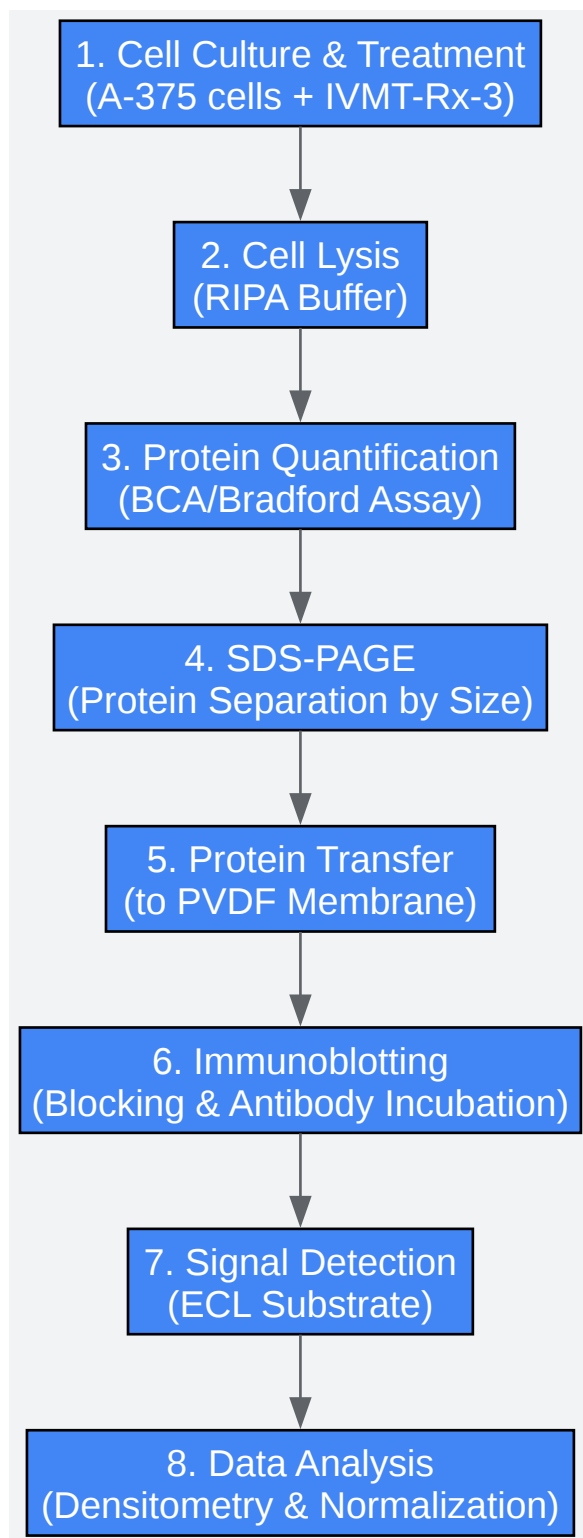 1. Cell Culture & Treatment
(A-375 cells + IVMT-Rx-3)
2. Cell Lysis
(RIPA Buffer)
3. Protein Quantification
(BCA/Bradford Assay)
4. SDS-PAGE
(Protein Separation by Size)
5. Protein Transfer
(to PVDF Membrane)
6. Immunoblotting
(Blocking & Antibody Incubation)
7. Signal Detection
(ECL Substrate)
8. Data Analysis
(Densitometry & Normalization)